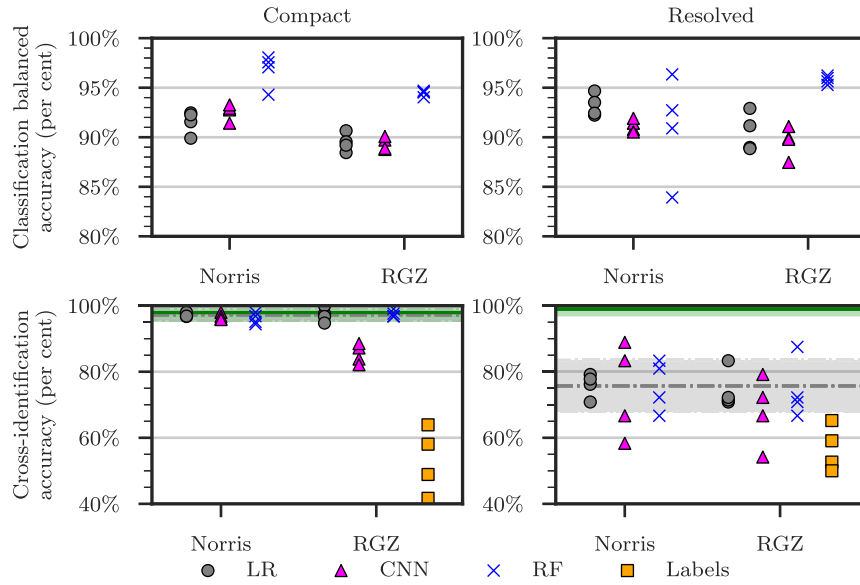 Compact
Resolved
Classification balanced
accuracy (per cent)
100%
95%
90%
85%
80%
Norris
RGZ
100%
95%
90%
85%
80%
Norris
RGZ
Cross-identification
accuracy (per cent)
100%
80%
60%
40%
Norris
RGZ
100%
80%
60%
40%
Norris
RGZ
LR
CNN
RF
Labels